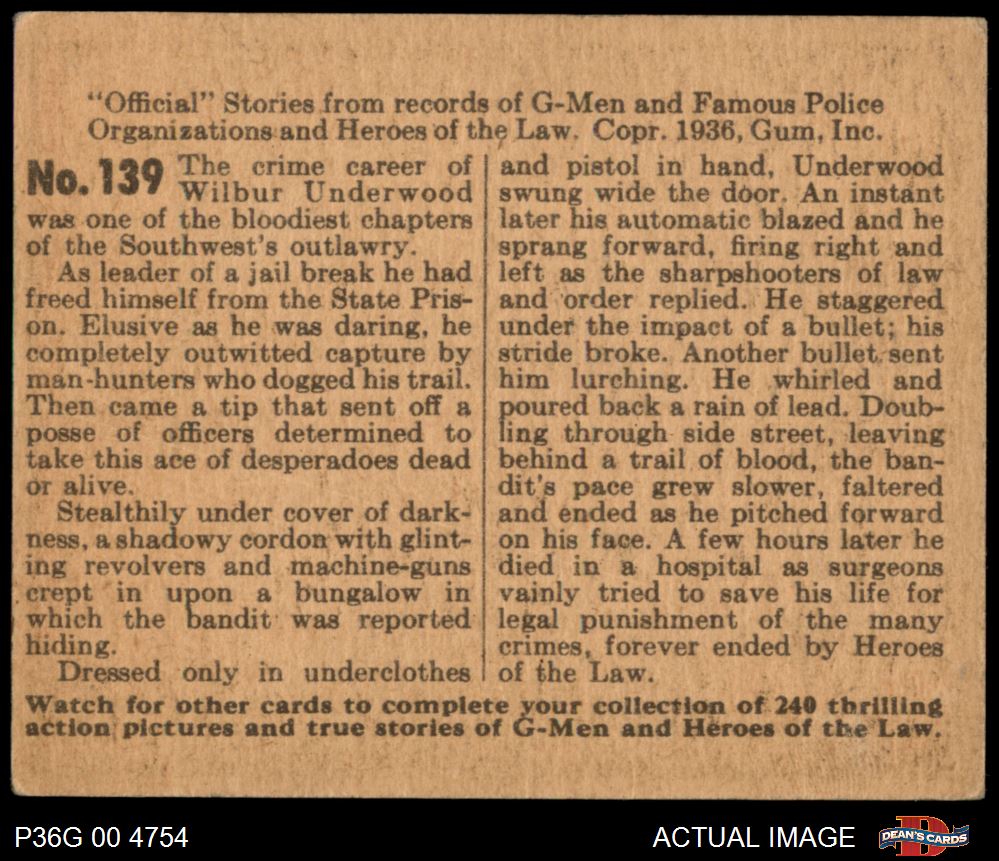 “Official” Stories from records of G-Men and Famous Police
Organizations and Heroes of the Law. Copr. 1936, Gum, Inc.
No. 139
The crime career of
Wilbur Underwood
was one of the bloodiest chapters
of the Southwest's outlawry.
As leader of a jail break he had
freed himself from the State Pris-
on. Elusive as he was daring, he
completely outwitted capture by
man-hunters who dogged his trail.
Then came a tip that sent off a
posse of officers determined to
take this ace of desperadoes dead
or alive.
Stealthily under cover of dark-
ness, a shadowy cordon with glint-
ing revolvers and machine-guns
crept in upon a bungalow in
which the bandit was reported
hiding.
Dressed only in underclothes
and pistol in hand, Underwood
swung wide the door. An instant
later his automatic blazed and he
sprang forward, firing right and
left as the sharpshooters of law
and order replied. He staggered
under the impact of a bullet; his
stride broke. Another bullet sent
him lurching. He whirled and
poured back a rain of lead. Doub-
ling through side street, leaving
behind a trail of blood, the ban-
dit's pace grew slower, faltered
and ended as he pitched forward
on his face. A few hours later he
died in a hospital as surgeons
vainly tried to save his life for
legal punishment of the many
crimes, forever ended by Heroes
of the Law.
Watch for other cards to complete your collection of 240 thrilling
action pictures and true stories of G-Men and Heroes of the Law.
P36G 00 4754
ACTUAL IMAGE
DEAN'S CARDS